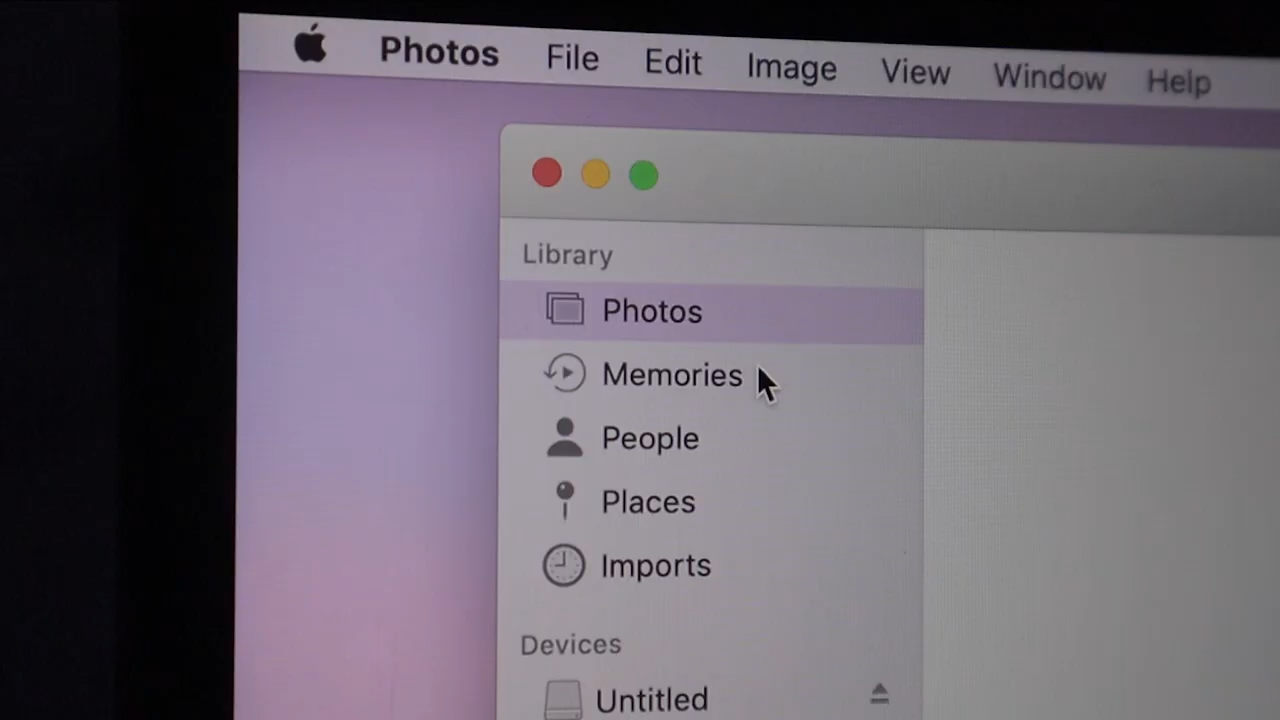 Photos File Edit Image View Window Help
Library
Photos
Memories
People
Places
Imports
Devices
Untitled